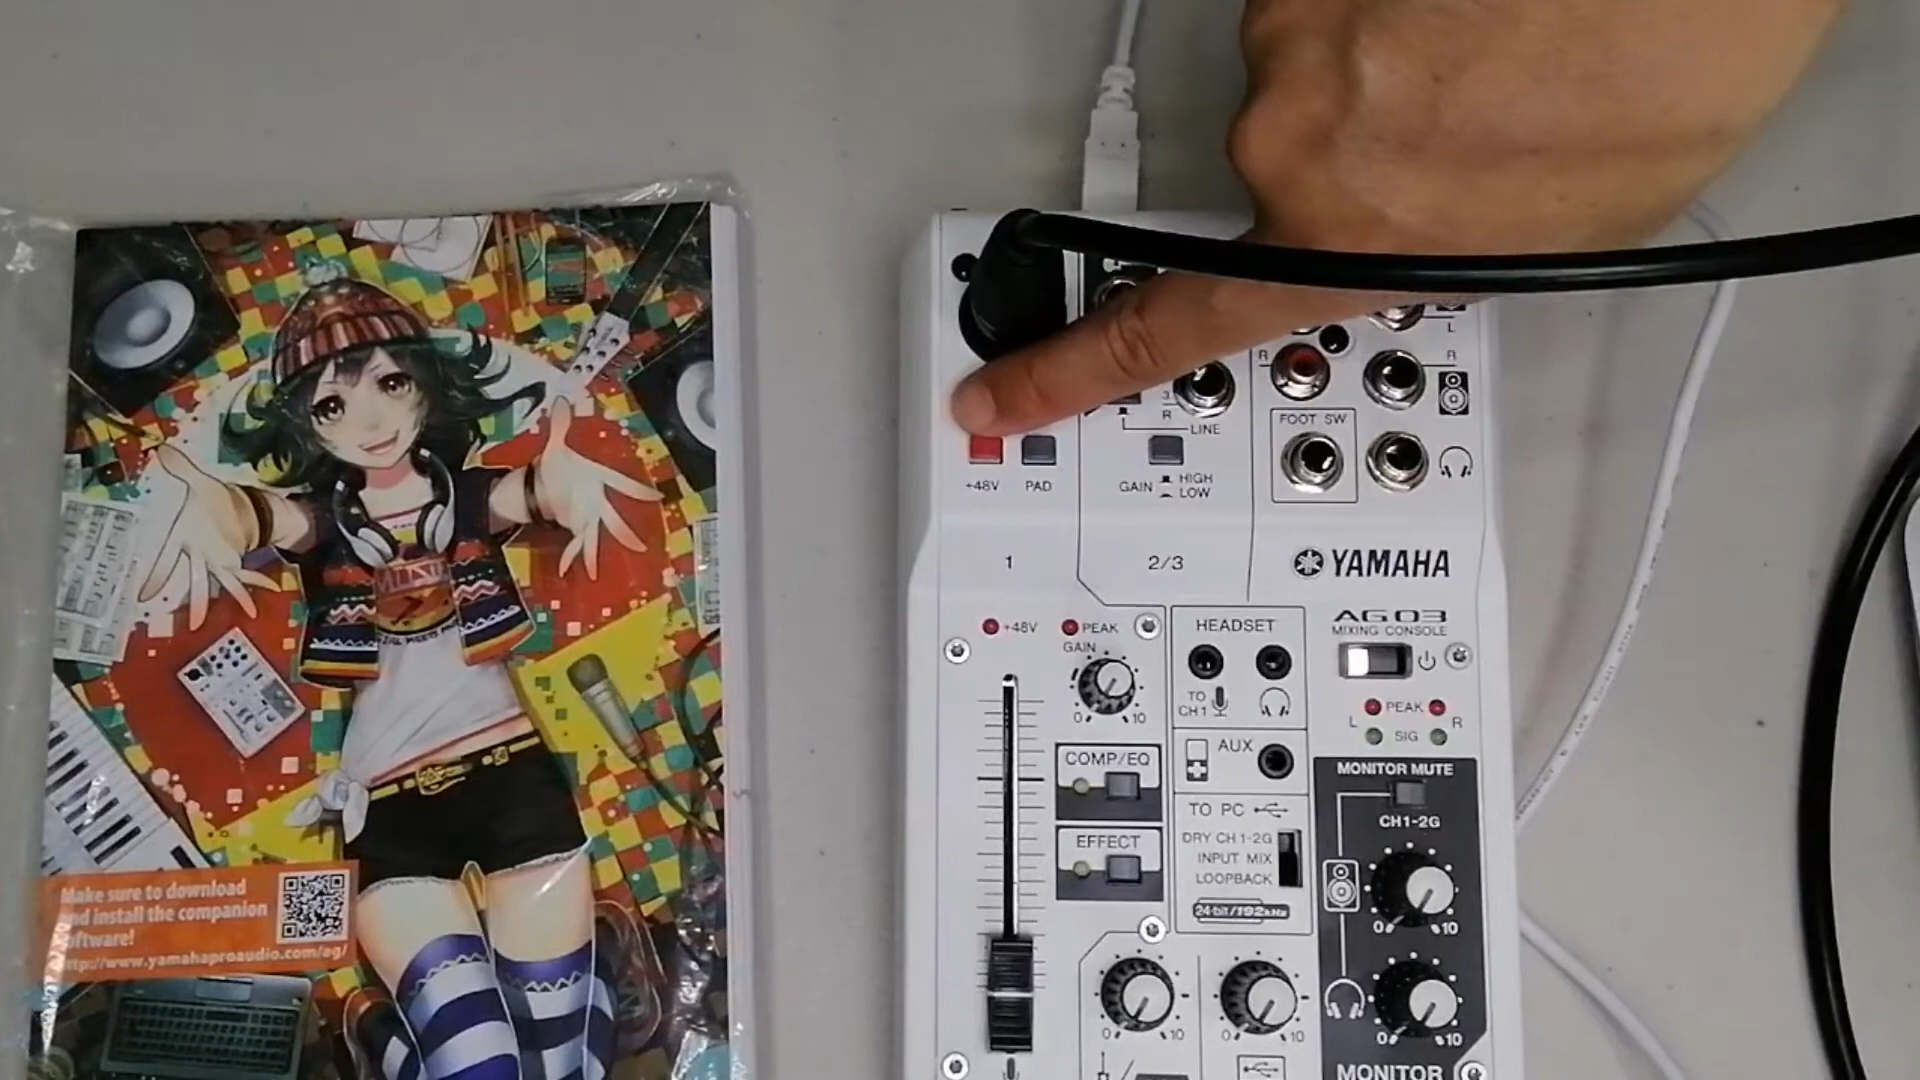 Make sure to download
and install the companion
software!
http://www.yamahaproaudio.com/ag/
L
R
R
3
R
LINE
FOOT SW
+48V
PAD
GAIN
HIGH
LOW
1
2/3
YAMAHA
AG03
MIXING CONSOLE
+48V
PEAK
GAIN
0
10
HEADSET
TO
CH1
L
PEAK
R
SIG
COMP/EQ
AUX
EFFECT
TO PC
DRY CH 1-2G
INPUT MIX
LOOPBACK
24-bit/192kHz
MONITOR MUTE
CH1-2G
0
10
0
10
0
10
0
10
MONITOR